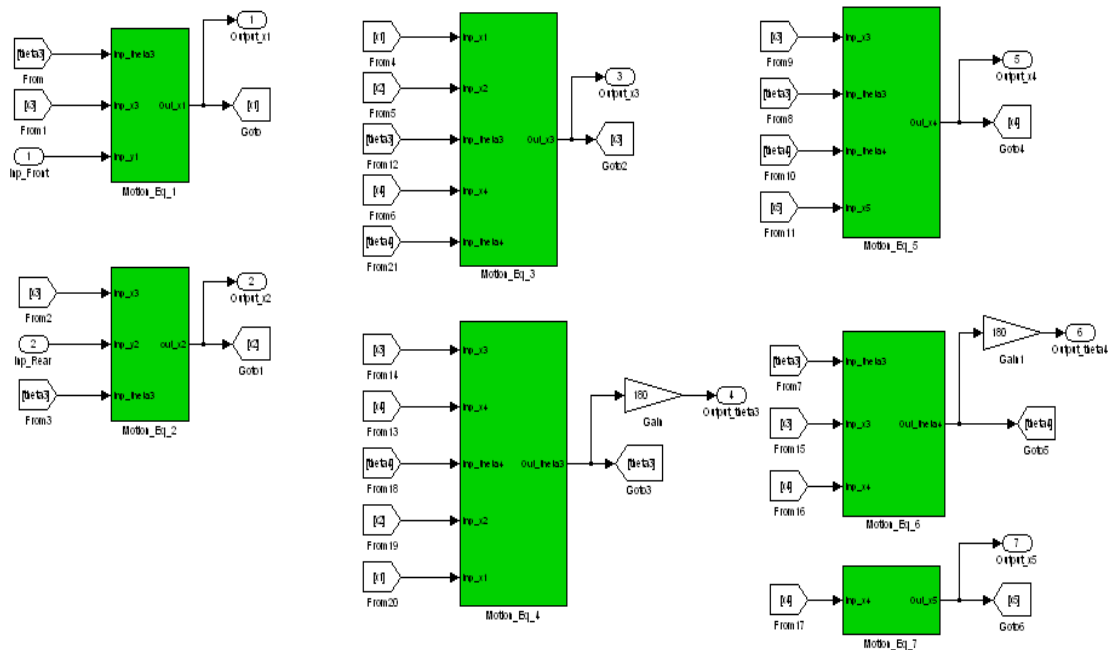 1
Output_x1
[theta3]
From
Inp_theta3
[x3]
From1
Inp_x3
Out_x1
[x1]
Goto
1
Inp_Front
Inp_y1
Motion_Eq_1
[x3]
From2
Inp_x3
2
Output_x2
2
Inp_Rear
Inp_y2
out_x2
[x2]
Goto1
[theta3]
From3
Inp_theta3
Motion_Eq_2
[x1]
From4
Inp_x1
[x2]
From5
Inp_x2
3
Output_x3
[theta3]
From12
Inp_theta3
Out_x3
[x3]
Goto2
[x4]
From6
Inp_x4
[theta4]
From21
Inp_theta4
Motion_Eq_3
[x3]
From14
Inp_x3
[x4]
From13
Inp_x4
180
Gain
4
Output_theta3
[theta4]
From18
Inp_theta4
Out_theta3
[theta3]
Goto3
[x2]
From19
Inp_x2
[x1]
From20
Inp_x1
Motion_Eq_4
[x3]
From9
Inp_x3
5
Output_x4
[theta3]
From8
Inp_theta3
Out_x4
[x4]
Goto4
[theta4]
From10
Inp_theta4
[x5]
From11
Inp_x5
Motion_Eq_5
180
Gain1
6
Output_theta4
[theta3]
From7
Inp_theta3
[x3]
From15
Inp_x3
Out_theta4
[theta4]
Goto5
[x4]
From16
Inp_x4
Motion_Eq_6
7
Output_x5
[x4]
From17
Inp_x4
Out_x5
[x5]
Goto6
Motion_Eq_7